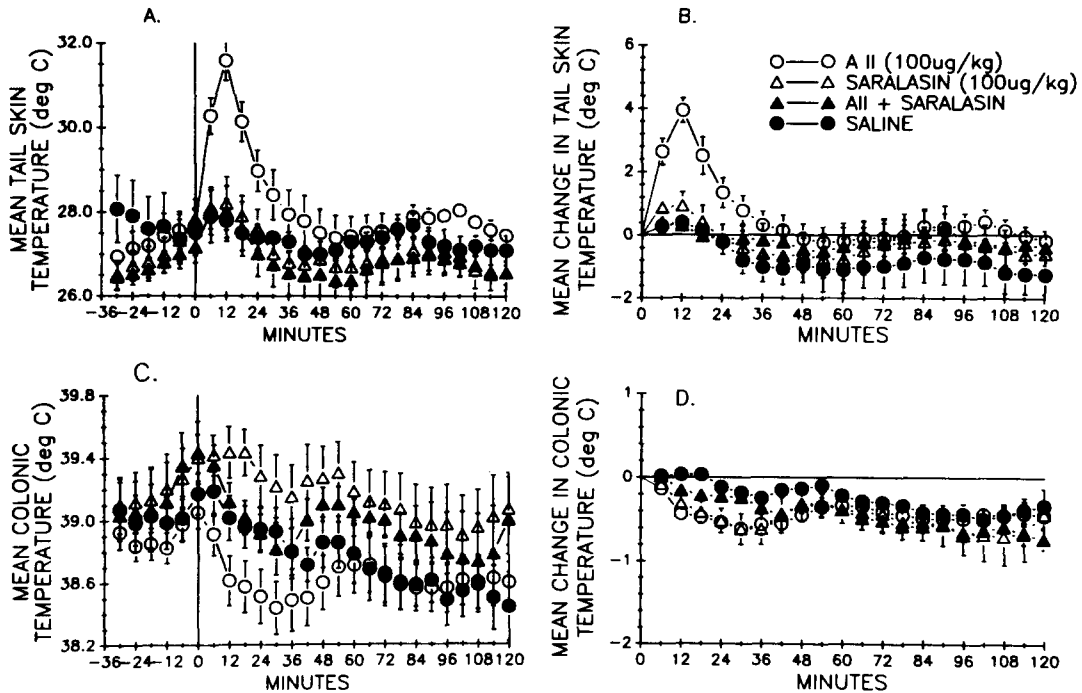 A.
MEAN TAIL SKIN
TEMPERATURE (deg C)
32.0
30.0
28.0
26.0
-36 -24 -12 0 12 24 36 48 60 72 84 96 108 120
MINUTES
B.
MEAN CHANGE IN TAIL SKIN
TEMPERATURE (deg C)
6
4
2
0
-2
A II (100ug/kg)
SARALASIN (100ug/kg)
AII + SARALASIN
SALINE
0 12 24 36 48 60 72 84 96 108 120
MINUTES
C.
MEAN COLONIC
TEMPERATURE (deg C)
39.8
39.4
39.0
38.6
38.2
-36 -24 -12 0 12 24 36 48 60 72 84 96 108 120
MINUTES
D.
MEAN CHANGE IN COLONIC
TEMPERATURE (deg C)
1
0
-1
-2
0 12 24 36 48 60 72 84 96 108 120
MINUTES